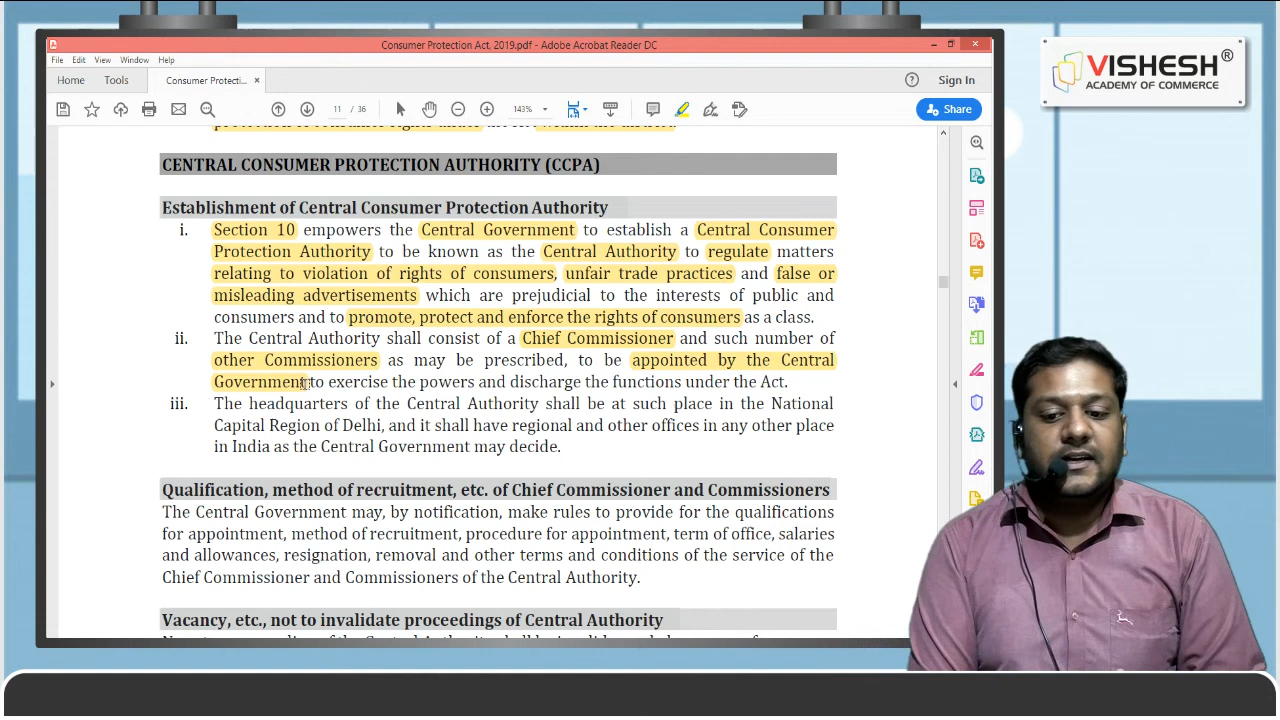 Consumer Protection Act, 2019.pdf - Adobe Acrobat Reader DC
File Edit View Window Help
Home Tools Consumer Protecti... × Sign In
11 / 36 143% Share
CENTRAL CONSUMER PROTECTION AUTHORITY (CCPA)
Establishment of Central Consumer Protection Authority
i. Section 10 empowers the Central Government to establish a Central Consumer
Protection Authority to be known as the Central Authority to regulate matters
relating to violation of rights of consumers, unfair trade practices and false or
misleading advertisements which are prejudicial to the interests of public and
consumers and to promote, protect and enforce the rights of consumers as a class.
ii. The Central Authority shall consist of a Chief Commissioner and such number of
other Commissioners as may be prescribed, to be appointed by the Central
Government to exercise the powers and discharge the functions under the Act.
iii. The headquarters of the Central Authority shall be at such place in the National
Capital Region of Delhi, and it shall have regional and other offices in any other place
in India as the Central Government may decide.
Qualification, method of recruitment, etc. of Chief Commissioner and Commissioners
The Central Government may, by notification, make rules to provide for the qualifications
for appointment, method of recruitment, procedure for appointment, term of office, salaries
and allowances, resignation, removal and other terms and conditions of the service of the
Chief Commissioner and Commissioners of the Central Authority.
Vacancy, etc., not to invalidate proceedings of Central Authority
VISHESH®
ACADEMY OF COMMERCE